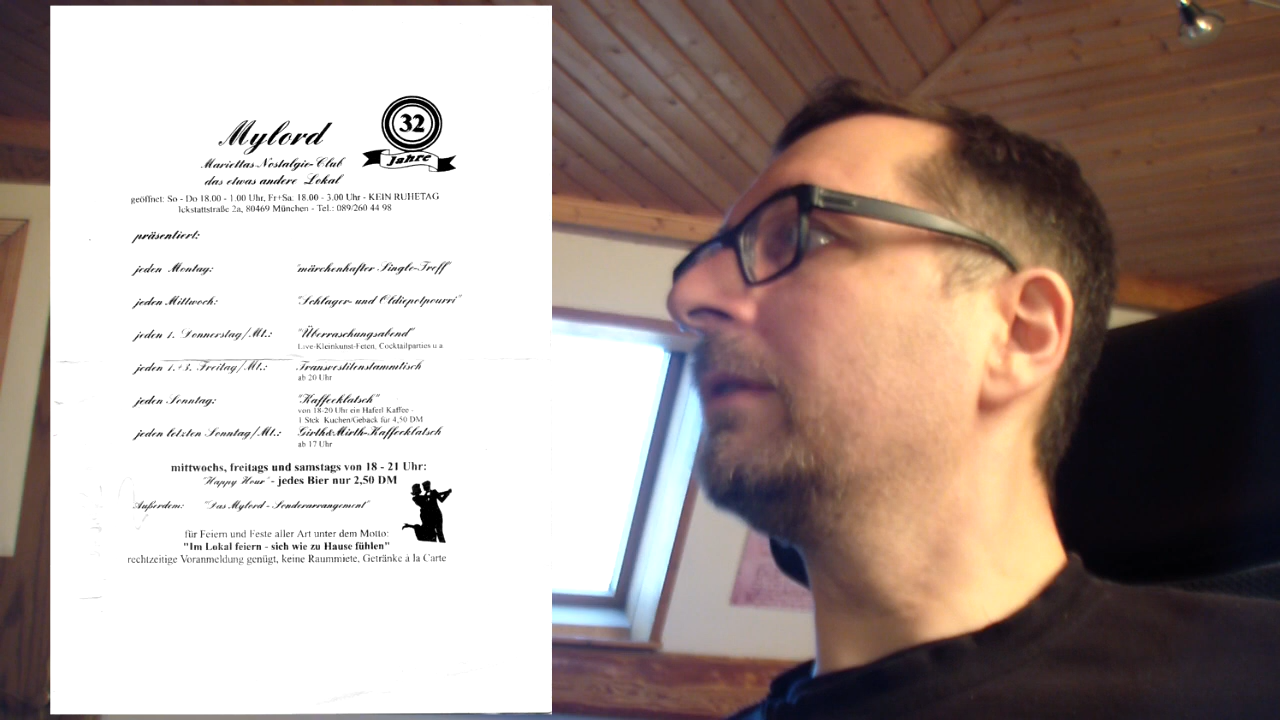 Mylord
32
Jahre
Mariettas-Nostalgie-Club
das etwas andere Lokal
geöffnet: So - Do 18.00 - 1.00 Uhr, Fr+Sa. 18.00 - 3.00 Uhr - KEIN RUHETAG
Ickstattstraße 2a, 80469 München - Tel.: 089/260 44 98
präsentiert:
jeden Montag: "märchenhafter Single-Treff"
jeden Mittwoch: "Schlager- und Oldiepotpourri"
jeden 1. Donnerstag/Mt.: "Überraschungsabend"
Live-Kleinkunst-Feten, Cocktailparties u.a
jeden 1.+3. Freitag/Mt.: Transvestitenstammtisch
ab 20 Uhr
jeden Sonntag: "Kaffeeklatsch"
von 18-20 Uhr ein Haferl Kaffee -
1 Stck. Kuchen/Gebäck für 4,50 DM
jeden letzten Sonntag/Mt.: Girth&Mirth-Kaffeeklatsch
ab 17 Uhr
mittwochs, freitags und samstags von 18 - 21 Uhr:
"Happy Hour" - jedes Bier nur 2,50 DM
Außerdem: "Das Mylord - Sonderarrangement"
für Feiern und Feste aller Art unter dem Motto:
"Im Lokal feiern - sich wie zu Hause fühlen"
rechtzeitige Voranmeldung genügt, keine Raummiete, Getränke à la Carte